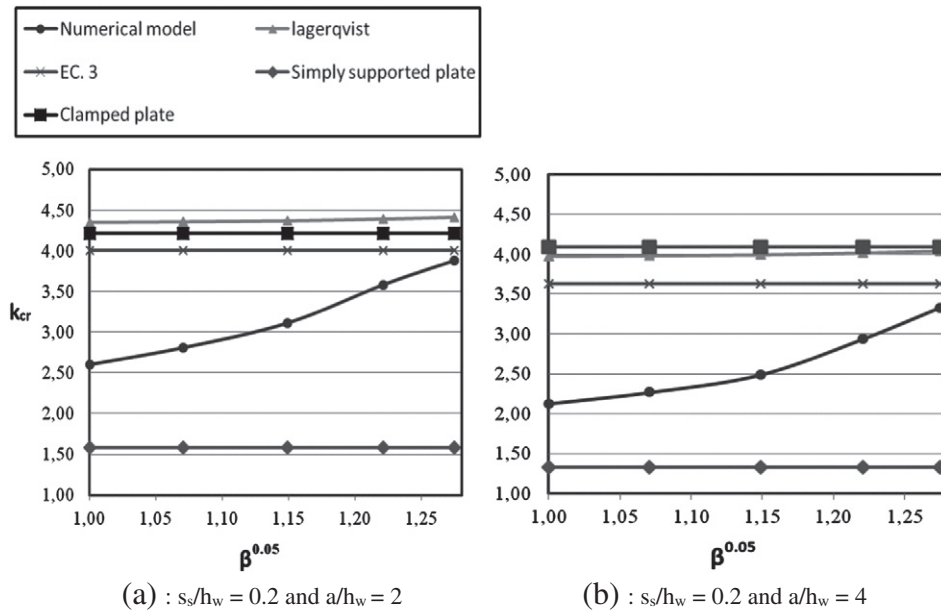 Numerical model
lagerqvist
EC. 3
Simply supported plate
Clamped plate
5,00
4,50
4,00
3,50
3,00
2,50
2,00
1,50
1,00
kcr
1,00 1,05 1,10 1,15 1,20 1,25
β^0.05
(a) : ss/hw = 0.2 and a/hw = 2
5,00
4,50
4,00
3,50
3,00
2,50
2,00
1,50
1,00
1,00 1,05 1,10 1,15 1,20 1,25
β^0.05
(b) : ss/hw = 0.2 and a/hw = 4